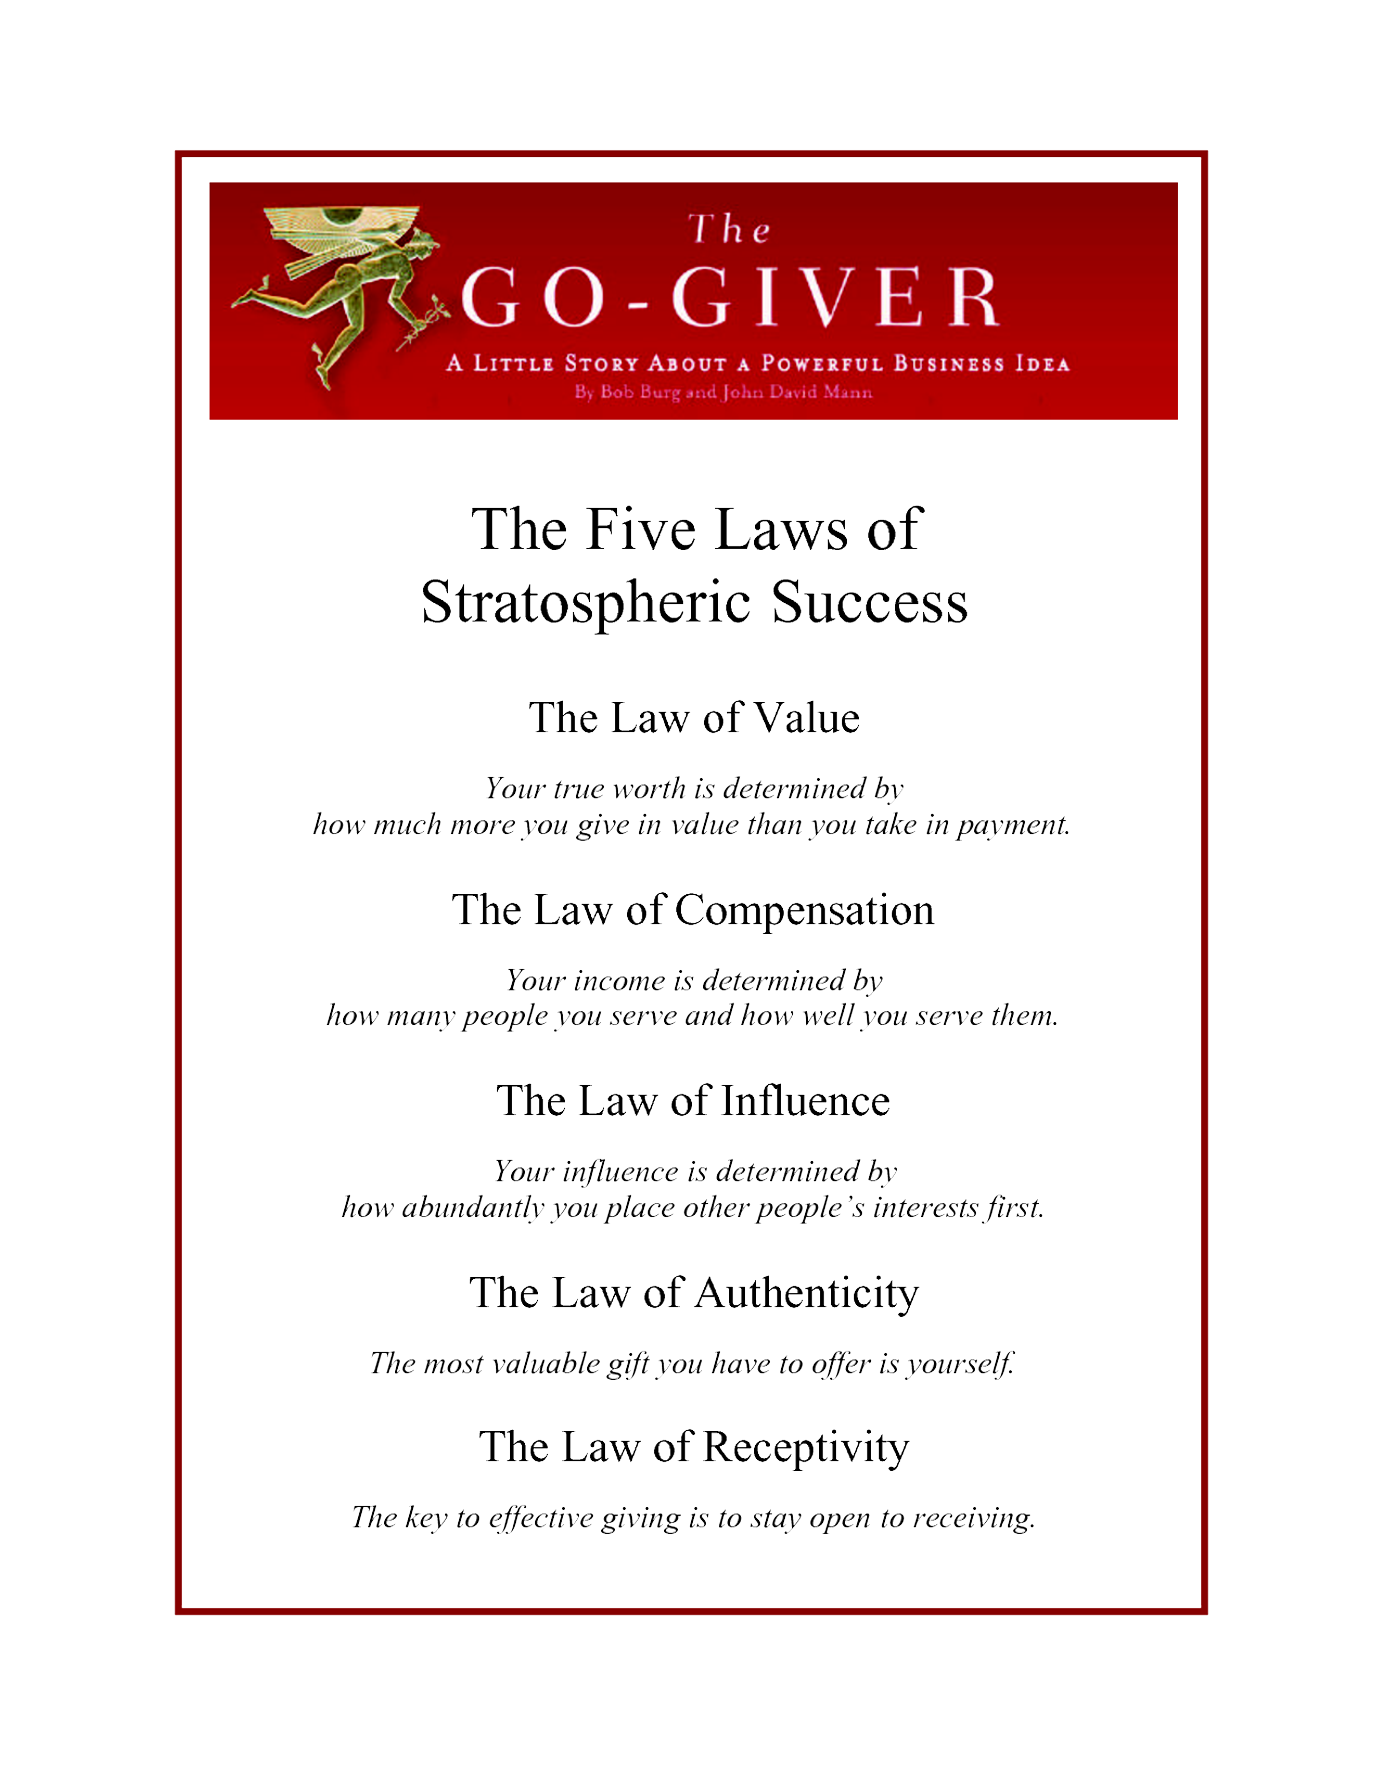 The
GO-GIVER
A LITTLE STORY ABOUT A POWERFUL BUSINESS IDEA
By Bob Burg and John David Mann
The Five Laws of
Stratospheric Success
The Law of Value
Your true worth is determined by
how much more you give in value than you take in payment.
The Law of Compensation
Your income is determined by
how many people you serve and how well you serve them.
The Law of Influence
Your influence is determined by
how abundantly you place other people’s interests first.
The Law of Authenticity
The most valuable gift you have to offer is yourself.
The Law of Receptivity
The key to effective giving is to stay open to receiving.